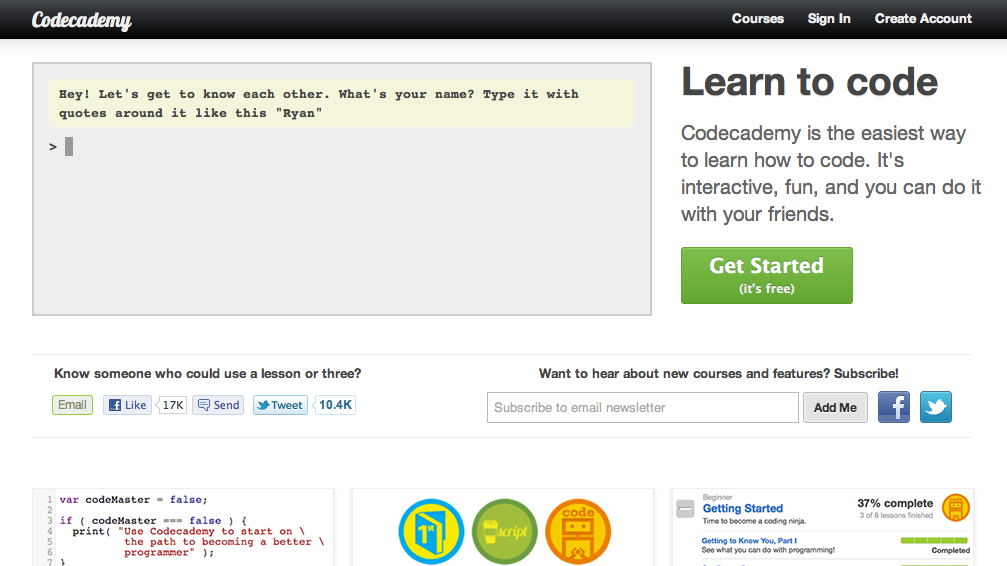 Codecademy
Courses Sign In Create Account
Hey! Let's get to know each other. What's your name? Type it with
quotes around it like this "Ryan"
>
Learn to code
Codecademy is the easiest way
to learn how to code. It's
interactive, fun, and you can do it
with your friends.
Get Started
(it's free)
Know someone who could use a lesson or three?
Email Like 17K Send Tweet 10.4K
Want to hear about new courses and features? Subscribe!
Subscribe to email newsletter Add Me
1 var codeMaster = false;
2
3 if ( codeMaster === false ) {
4 print( "Use Codecademy to start on \
5 the path to becoming a better \
6 programmer" );
7 }
1st
script
code
Beginner
Getting Started
Time to become a coding ninja.
37% complete
3 of 8 lessons finished
code
Getting to Know You, Part I
See what you can do with programming!
Completed